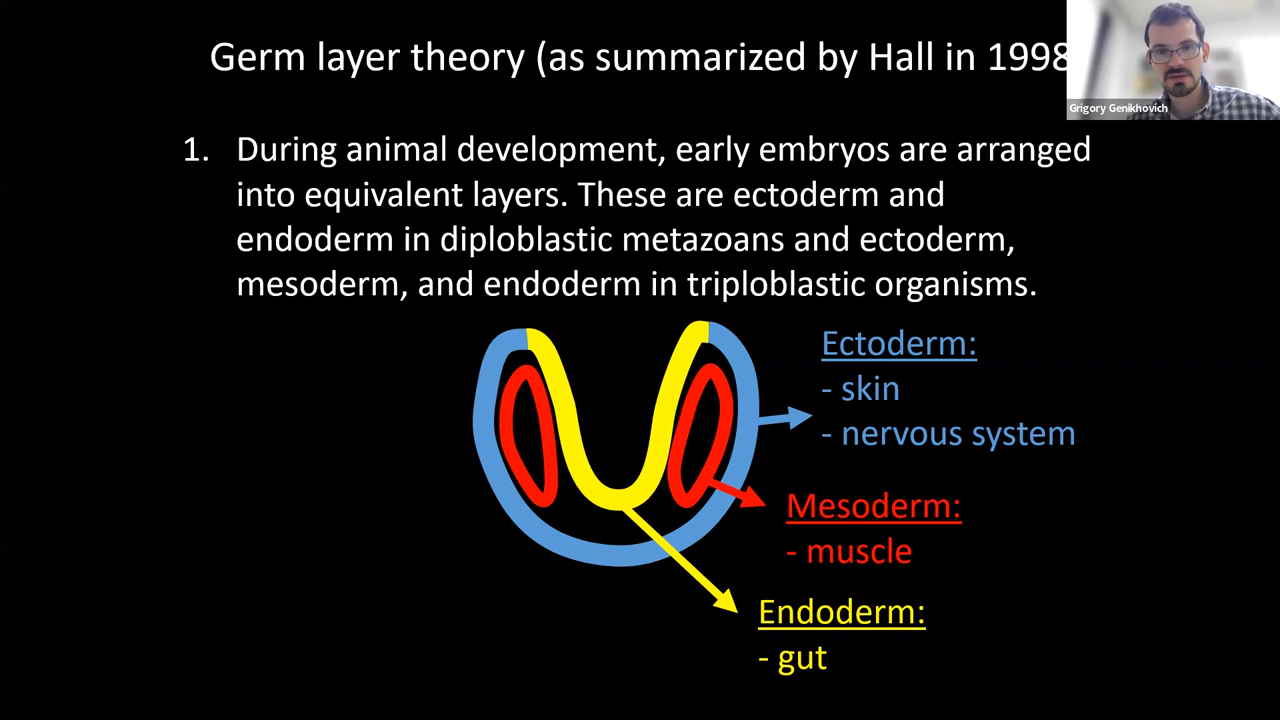 Germ layer theory (as summarized by Hall in 1998
Grigory Genikhovich
1. During animal development, early embryos are arranged
into equivalent layers. These are ectoderm and
endoderm in diploblastic metazoans and ectoderm,
mesoderm, and endoderm in triploblastic organisms.
Ectoderm:
- skin
- nervous system
Mesoderm:
- muscle
Endoderm:
- gut